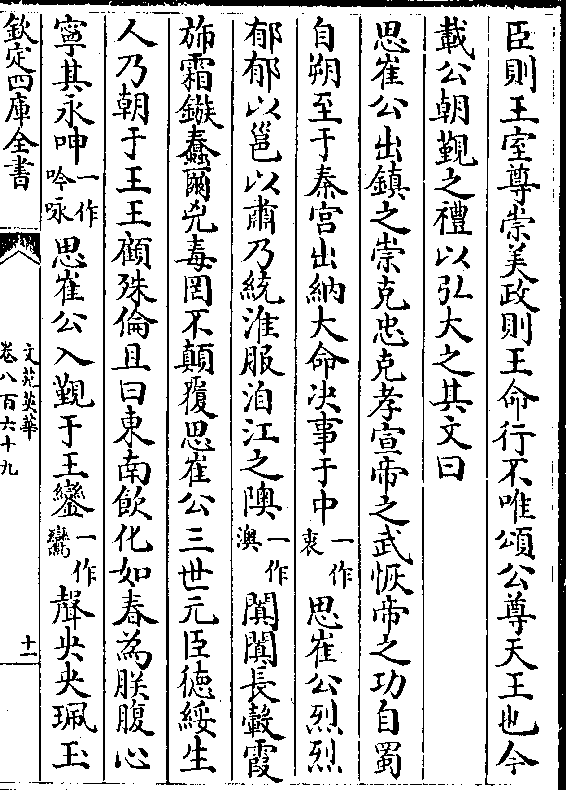 臣則王室尊崇美政則王命行不唯頌公尊天王也今
載公朝覲之禮以弘大之其文曰
思崔公出鎮之崇克忠克孝宣帝之武恢帝之功自蜀
自朔至于秦宫出納大命决事于中一作衷思崔公烈烈
郁郁以邕以肅乃統淮服洎江之隩一作澳闐闐長轂霞
斾霜鏃蠢爾兇毒罔不顛覆思崔公三世元臣徳綏生
人乃朝于王王顧殊倫且曰東南飲化如春為朕腹心
寧其永呻一作吟咏思崔公入覲于王鑾一作鸞聲央央珮玉
欽定四庫全書
文苑英華
卷八百六十九
十一